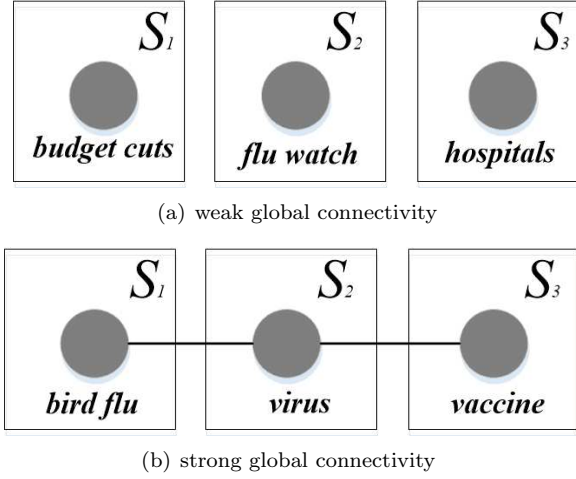 S1 S2 S3
budget cuts flu watch hospitals
(a) weak global connectivity
S1 S2 S3
bird flu virus vaccine
(b) strong global connectivity